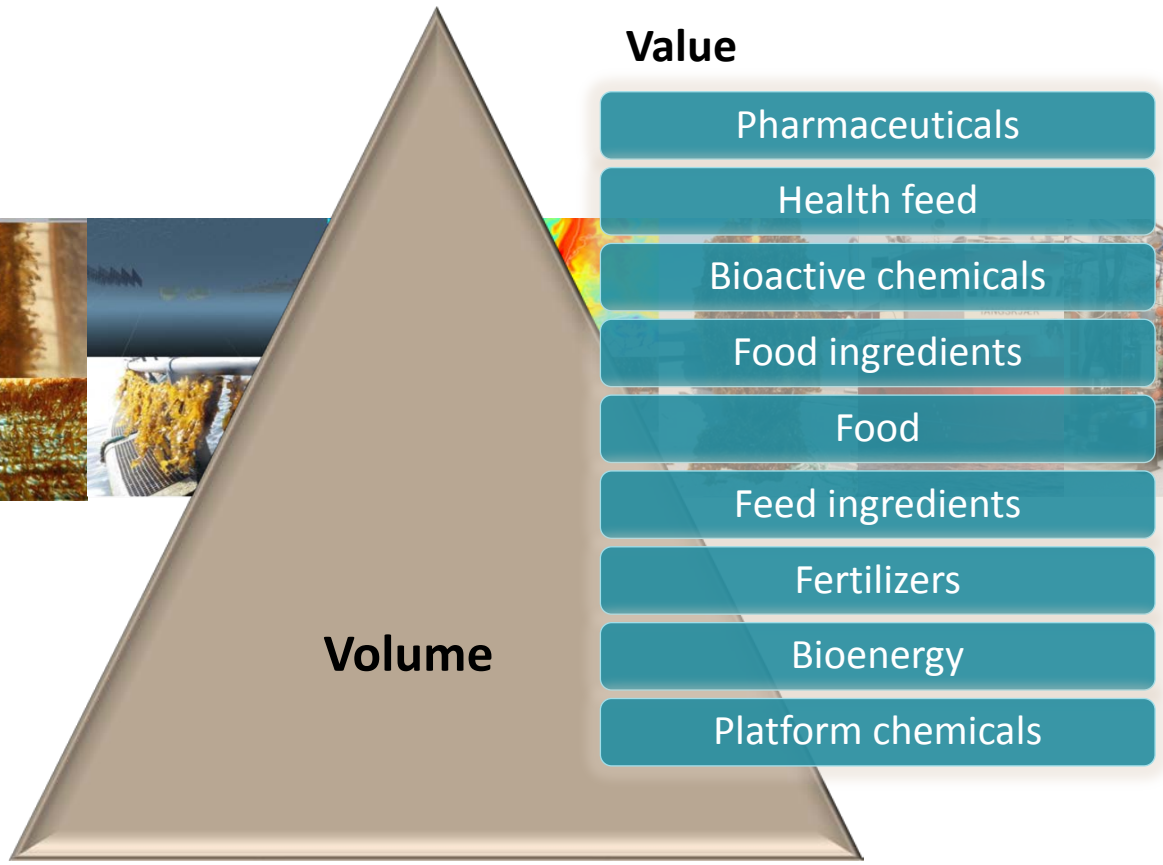 Value
Pharmaceuticals
Health feed
Bioactive chemicals
Food ingredients
Food
Feed ingredients
Fertilizers
Volume
Bioenergy
Platform chemicals